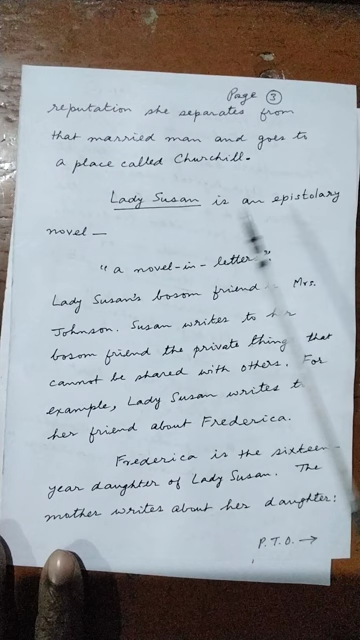 Page 3
reputation she separates from
that married man and goes to
a place called Churchill.
Lady Susan is an epistolary
novel —
"a novel-in-letter".
Lady Susan's bosom friend Mrs.
Johnson. Susan writes to her
bosom friend the private thing that
cannot be shared with others. For
example, Lady Susan writes to
her friend about Frederica.
Frederica is the sixteen-
year daughter of Lady Susan. The
mother writes about her daughter:
P.T.O. →